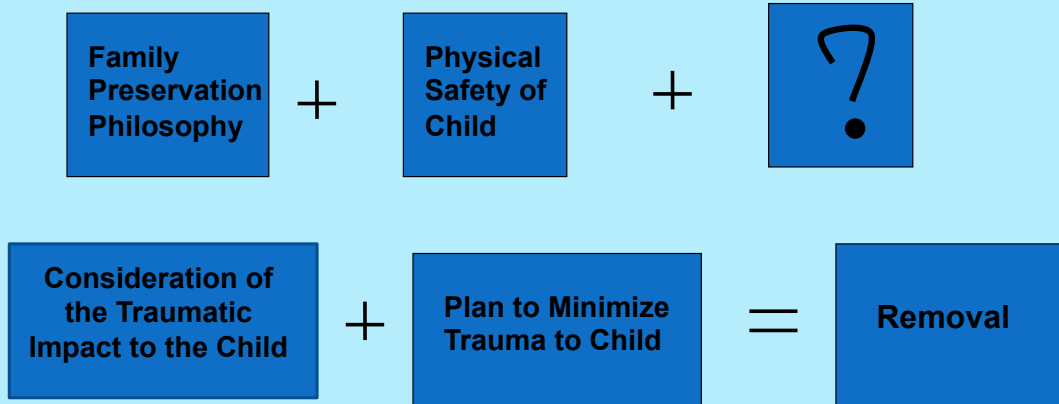 Family
Preservation
Philosophy
+
Physical
Safety of
Child
+
?
Consideration of
the Traumatic
Impact to the Child
+
Plan to Minimize
Trauma to Child
=
Removal